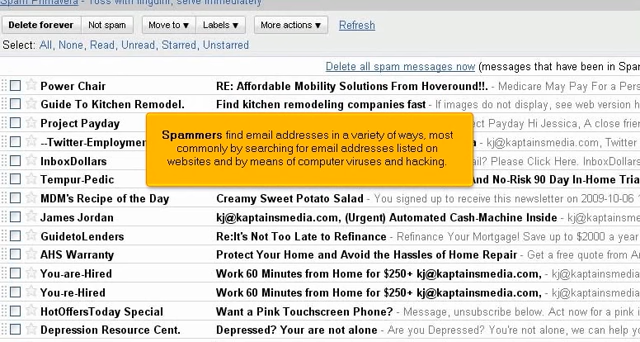 Spam Primavera - Toss with linguini, serve immediately
Delete forever Not spam Move to ▼ Labels ▼ More actions ▼ Refresh
Select: All, None, Read, Unread, Starred, Unstarred
Delete all spam messages now (messages that have been in Spam
Power Chair RE: Affordable Mobility Solutions From Hoveround!!. - Medicare May Pay For a
Guide To Kitchen Remodel. Find kitchen remodeling companies fast - If images do not display, see web version h
Project Payday Payday Hi Jessica, A close frien
--Twitter-Employmen - kj@kaptainsmedia.com, Twitter
InboxDollars ? Please Click Here. InboxDollars
Tempur-Pedic and No-Risk 90 Day In-Home Tria
Spammers find email addresses in a variety of ways, most
commonly by searching for email addresses listed on
websites and by means of computer viruses and hacking.
MDM's Recipe of the Day Creamy Sweet Potato Salad - You signed up to receive this newsletter on 2009-10-06 1
James Jordan kj@kaptainsmedia.com, (Urgent) Automated Cash-Machine Inside - kj@kaptainsmedia
GuidetoLenders Re:It's Not Too Late to Refinance - Refinance Your Mortgage! Save up to $2000 a year
AHS Warranty Protect Your Home and Avoid the Hassles of Home Repair - Get a free quote from Am
You-are-Hired Work 60 Minutes from Home for $250+ kj@kaptainsmedia.com, - kj@kaptainsmedia
You-re-Hired Work 60 Minutes from Home for $250+ kj@kaptainsmedia.com, - kj@kaptainsmedia
HotOffersToday Special Want a Pink Touchscreen Phone? - Message, unsubscribe below. Act now for a pink
Depression Resource Cent. Depressed? Your are not alone - Are you Depressed? You're not alone, we can help yo